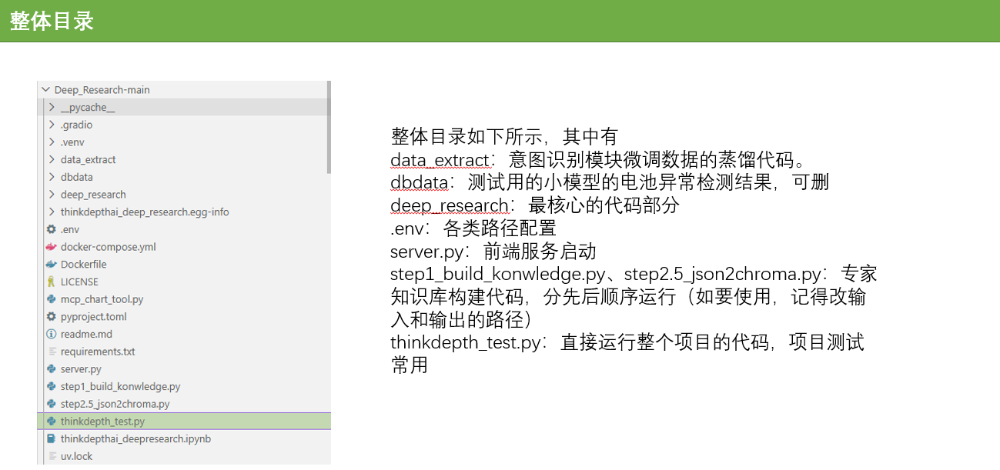 整体目录
Deep_Research-main
__pycache__
.gradio
.venv
data_extract
dbdata
deep_research
thinkdepthai_deep_research.egg-info
.env
docker-compose.yml
Dockerfile
LICENSE
mcp_chart_tool.py
pyproject.toml
readme.md
requirements.txt
server.py
step1_build_konwledge.py
step2.5_json2chroma.py
thinkdepth_test.py
thinkdepthai_deepresearch.ipynb
uv.lock
整体目录如下所示，其中有
data_extract：意图识别模块微调数据的蒸馏代码。
dbdata：测试用的小模型的电池异常检测结果，可删
deep_research：最核心的代码部分
.env：各类路径配置
server.py：前端服务启动
step1_build_konwledge.py、step2.5_json2chroma.py：专家
知识库构建代码，分先后顺序运行（如要使用，记得改输
入和输出的路径）
thinkdepth_test.py：直接运行整个项目的代码，项目测试
常用